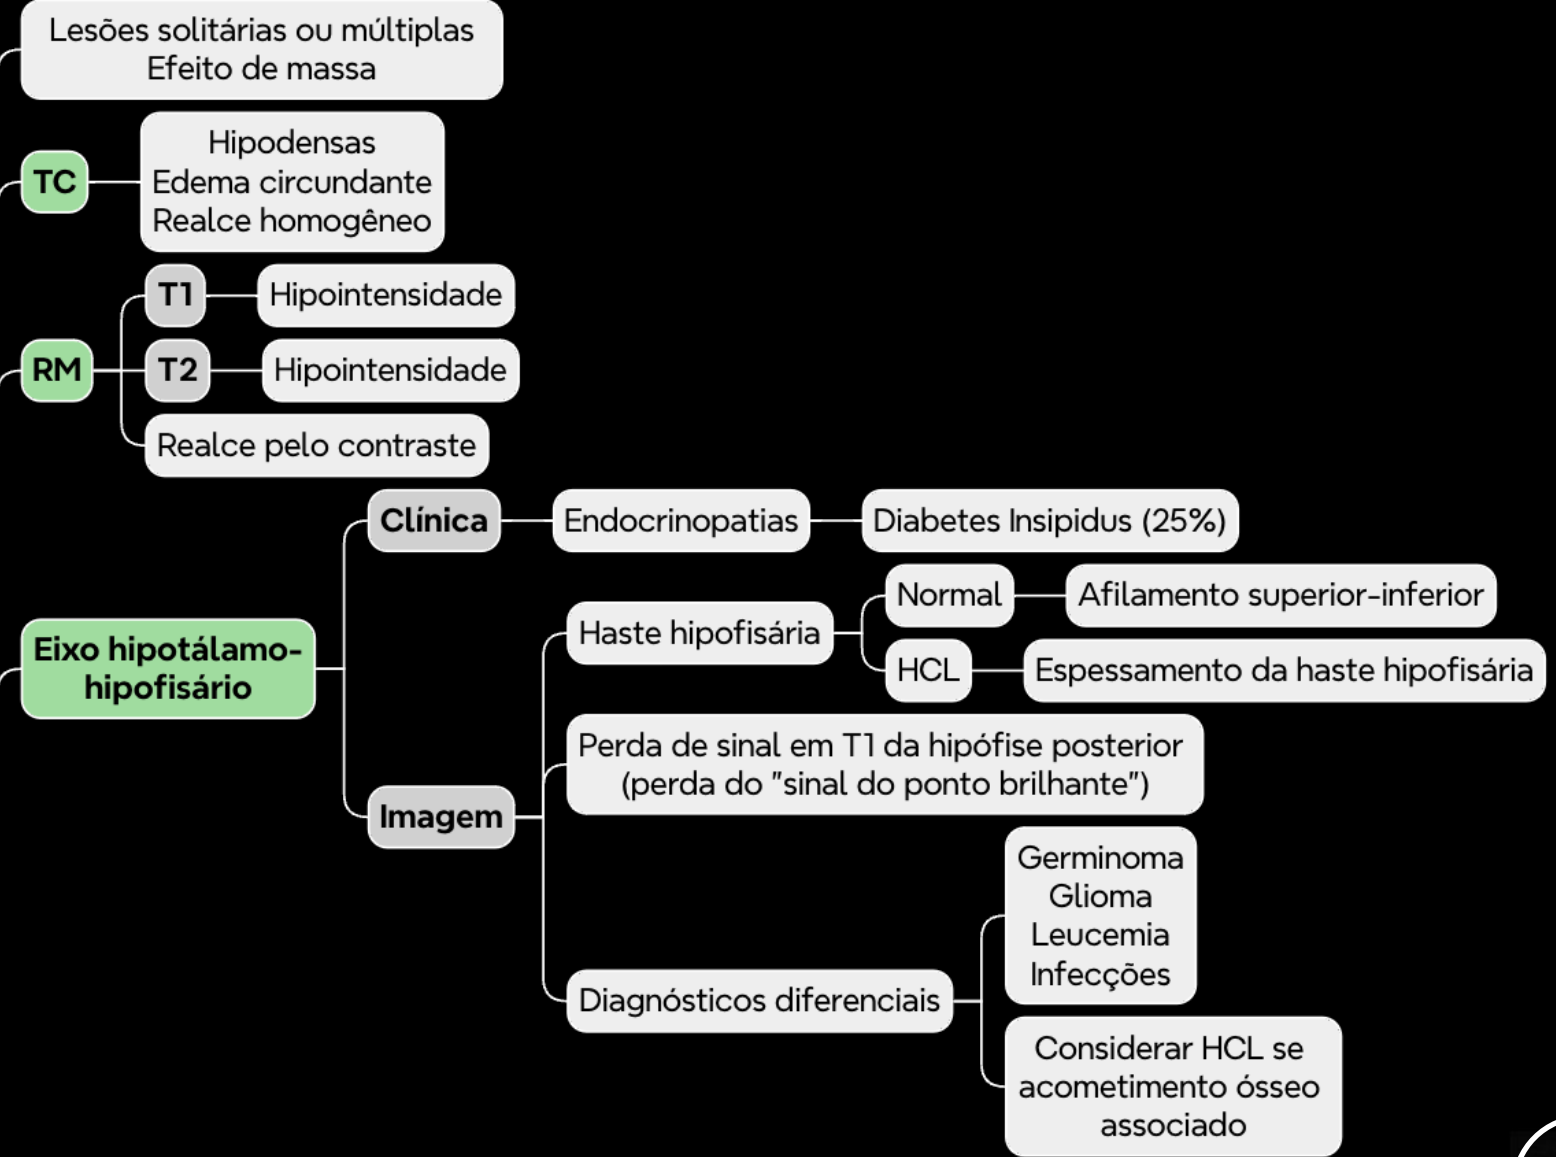 Lesões solitárias ou múltiplas
Efeito de massa
TC
Hipodensas
Edema circundante
Realce homogêneo
RM
T1
Hipointensidade
T2
Hipointensidade
Realce pelo contraste
Eixo hipotálamo-
hipofisário
Clínica
Endocrinopatias
Diabetes Insipidus (25%)
Imagem
Haste hipofisária
Normal
Afilamento superior-inferior
HCL
Espessamento da haste hipofisária
Perda de sinal em T1 da hipófise posterior
(perda do "sinal do ponto brilhante")
Diagnósticos diferenciais
Germinoma
Glioma
Leucemia
Infecções
Considerar HCL se
acometimento ósseo
associado